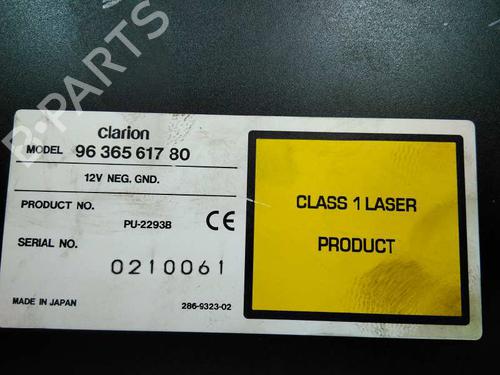 B-PARTS
clarion
MODEL 96 365 617 80
12V NEG. GND.
PRODUCT NO. PU-2293B
CE
SERIAL NO. 0210061
MADE IN JAPAN 286-9323-02
CLASS 1 LASER
PRODUCT